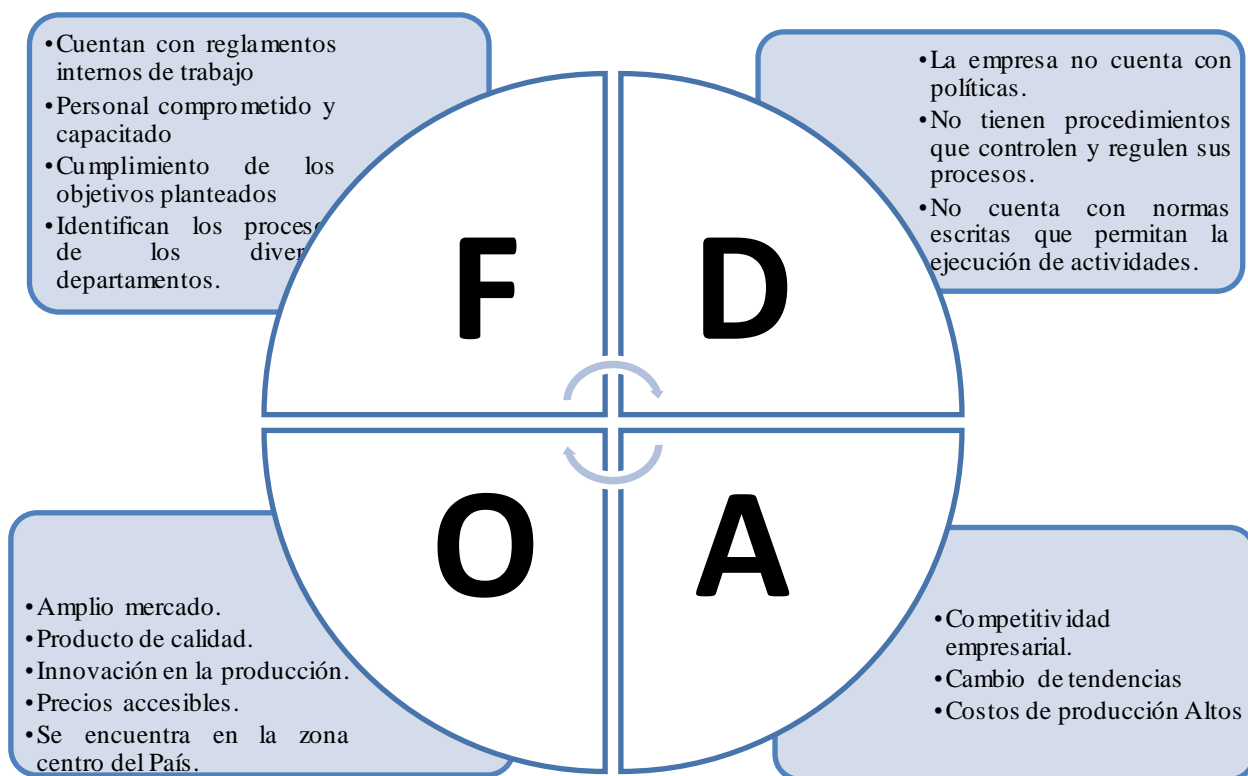 •Cuentan con reglamentos
internos de trabajo
•Personal comprometido y
capacitado
•Cumplimiento de los
objetivos planteados
•Identifican los proceso
de los diver
departamentos.
F
•La empresa no cuenta con
políticas.
•No tienen procedimientos
que controlen y regulen sus
procesos.
•No cuenta con normas
escritas que permitan la
ejecución de actividades.
D
O
•Amplio mercado.
•Producto de calidad.
•Innovación en la producción.
•Precios accesibles.
•Se encuentra en la zona
centro del País.
A
•Competitividad
empresarial.
•Cambio de tendencias
•Costos de producción Altos